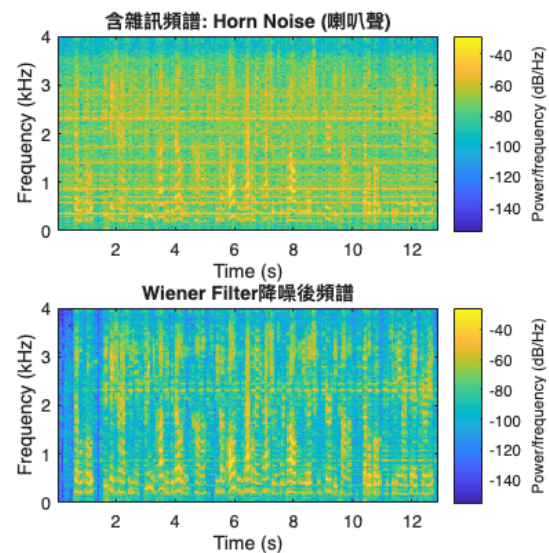 含雜訊頻譜: Horn Noise (喇叭聲)
4
3
2
1
0
Frequency (kHz)
2 4 6 8 10 12
Time (s)
-40
-60
-80
-100
-120
-140
Power/frequency (dB/Hz)
Wiener Filter降噪後頻譜
4
3
2
1
0
Frequency (kHz)
2 4 6 8 10 12
Time (s)
-40
-60
-80
-100
-120
-140
Power/frequency (dB/Hz)